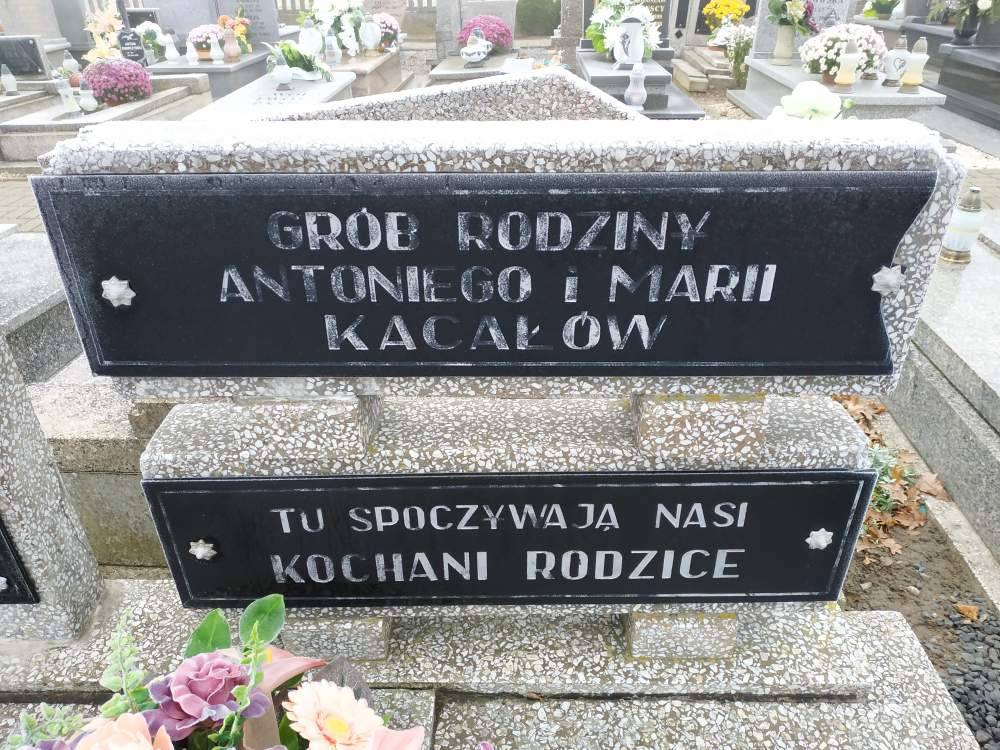 GRÓB RODZINY
ANTONIEGO i MARII
KACAŁÓW
TU SPOCZYWAJĄ NASI
KOCHANI RODZICE